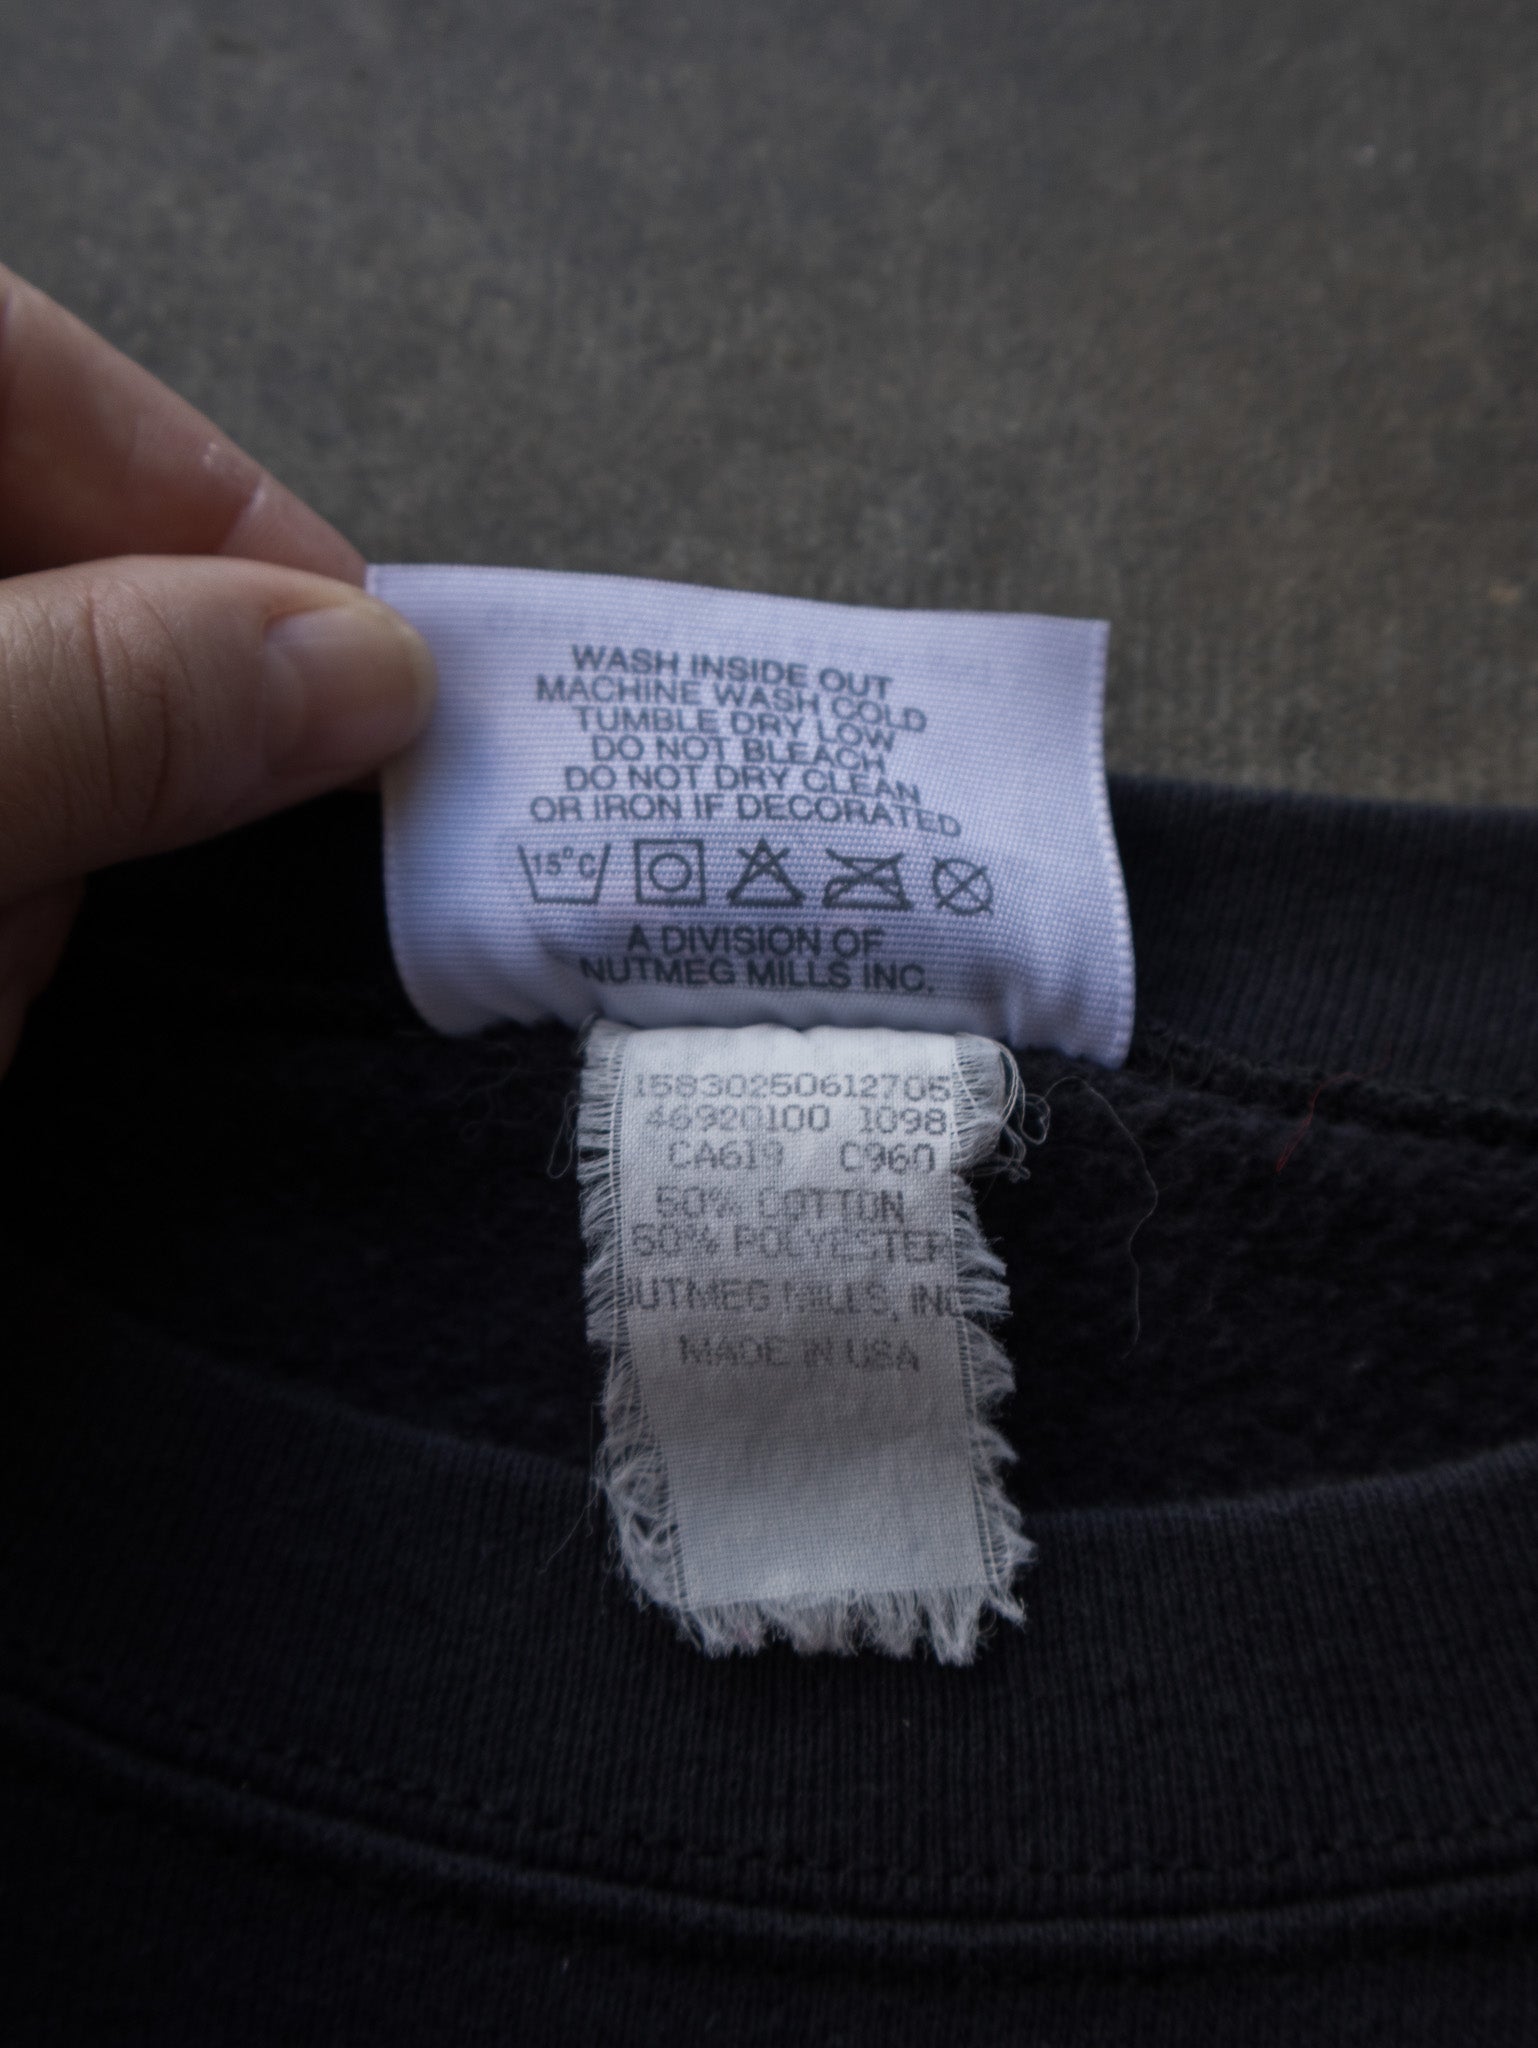 WASH INSIDE OUT
MACHINE WASH COLD
TUMBLE DRY LOW
DO NOT BLEACH
DO NOT DRY CLEAN
OR IRON IF DECORATED
15°C
A DIVISION OF
NUTMEG MILLS INC.
15830250612705
46920100 1098
CA619 C960
50% COTTON
50% POLYESTER
NUTMEG MILLS, INC
MADE IN USA